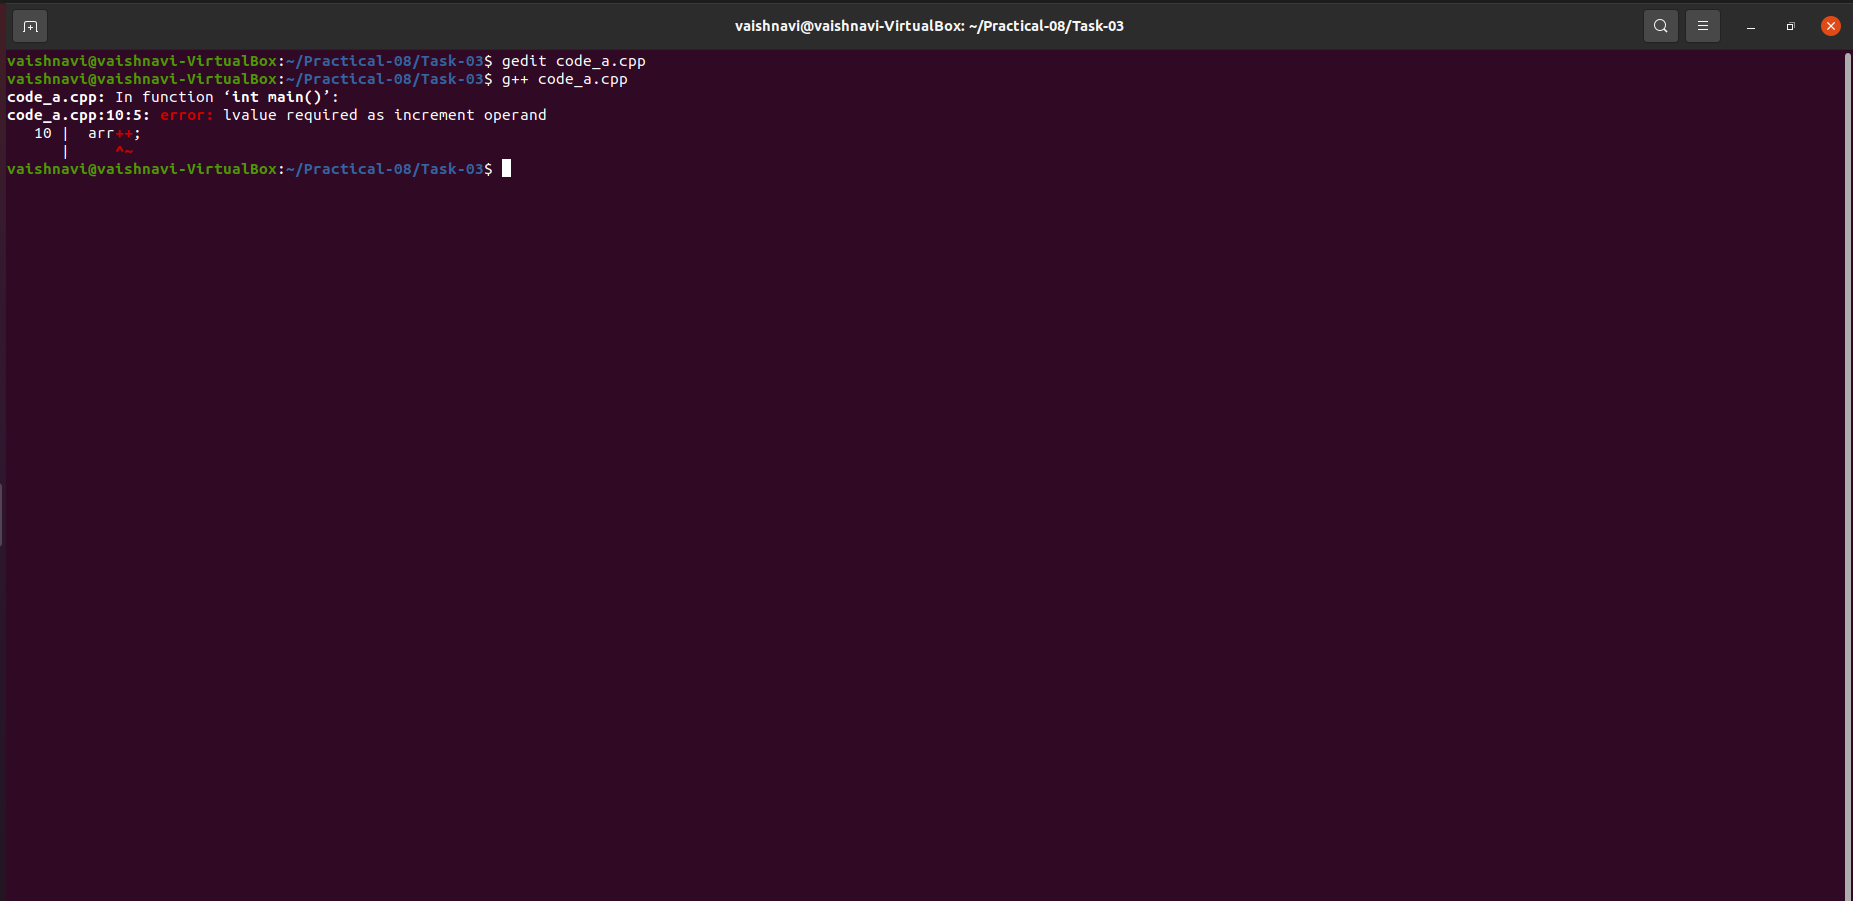 vaishnavi@vaishnavi-VirtualBox: ~/Practical-08/Task-03
vaishnavi@vaishnavi-VirtualBox:~/Practical-08/Task-03$ gedit code_a.cpp
vaishnavi@vaishnavi-VirtualBox:~/Practical-08/Task-03$ g++ code_a.cpp
code_a.cpp: In function ‘int main()’:
code_a.cpp:10:5: error: lvalue required as increment operand
   10 |  arr++;
      |     ^~
vaishnavi@vaishnavi-VirtualBox:~/Practical-08/Task-03$